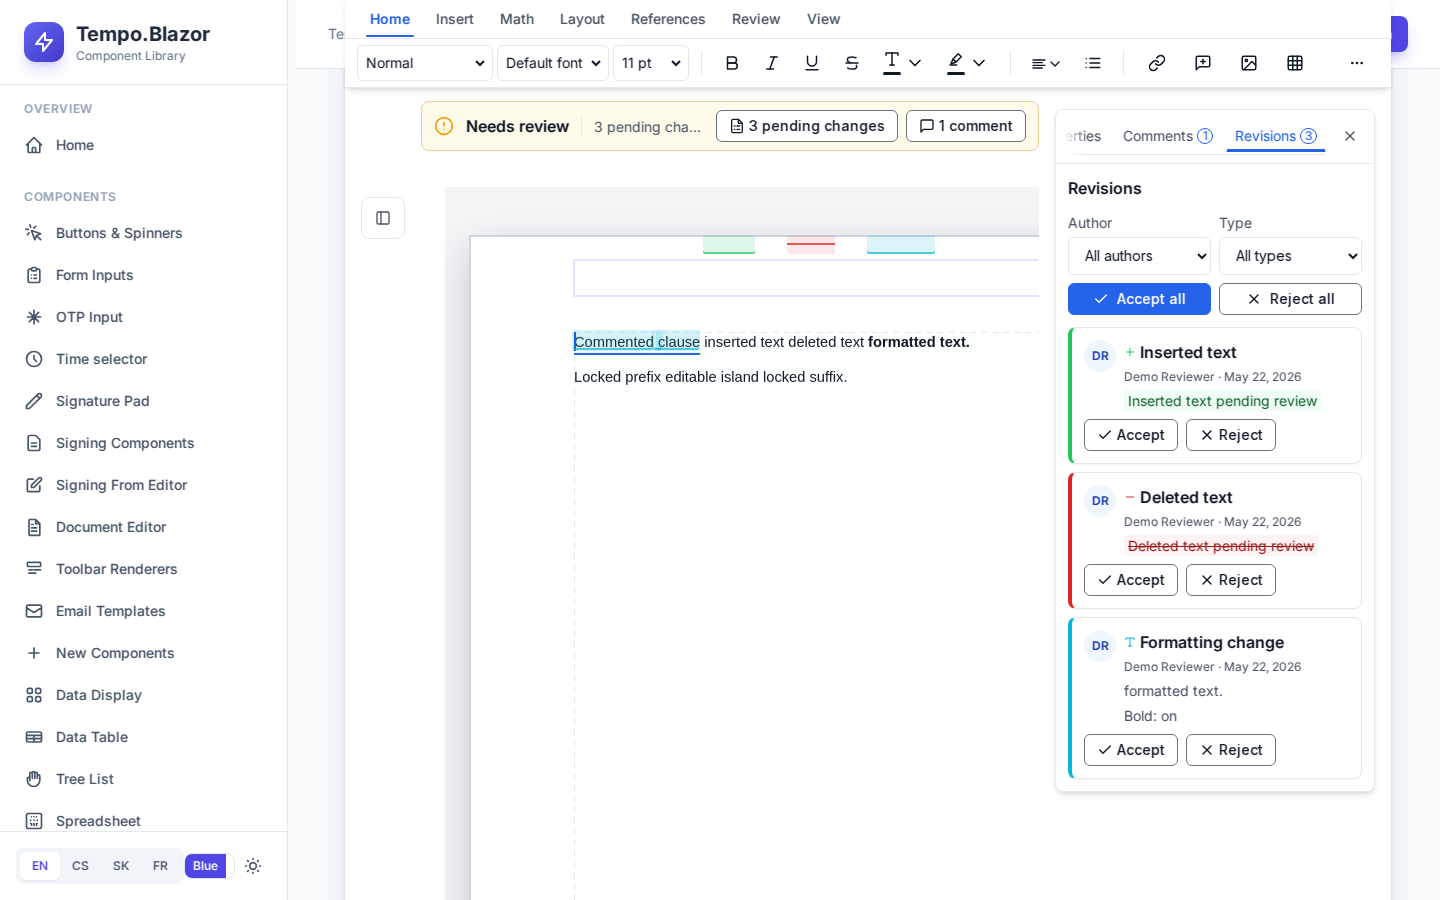 Tempo.Blazor
Component Library
OVERVIEW
Home
COMPONENTS
Buttons & Spinners
Form Inputs
OTP Input
Time selector
Signature Pad
Signing Components
Signing From Editor
Document Editor
Toolbar Renderers
Email Templates
New Components
Data Display
Data Table
Tree List
Spreadsheet
EN CS SK FR Blue
Te
Home Insert Math Layout References Review View
Normal Default font 11 pt
Needs review 3 pending cha... 3 pending changes 1 comment
Commented clause inserted text deleted text formatted text.
Locked prefix editable island locked suffix.
erties Comments 1 Revisions 3
Revisions
Author Type
All authors All types
Accept all Reject all
DR + Inserted text
Demo Reviewer · May 22, 2026
Inserted text pending review
Accept Reject
DR − Deleted text
Demo Reviewer · May 22, 2026
Deleted text pending review
Accept Reject
DR T Formatting change
Demo Reviewer · May 22, 2026
formatted text.
Bold: on
Accept Reject